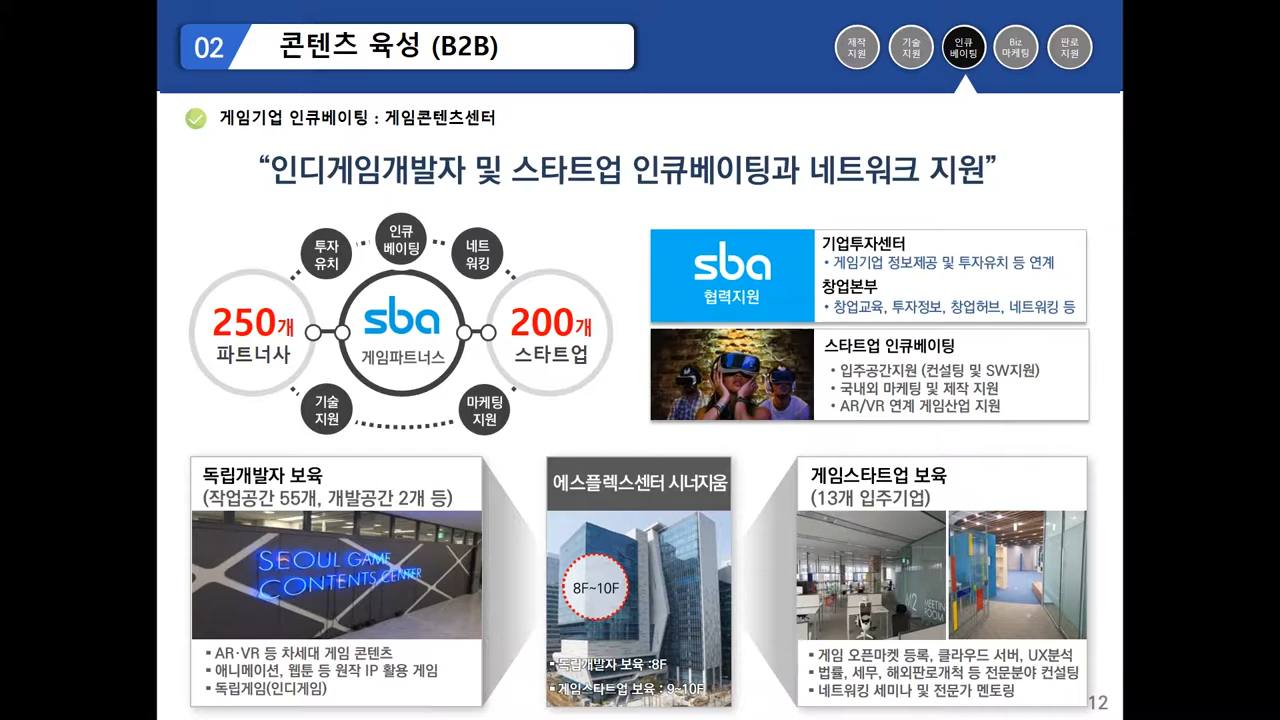 02
콘텐츠 육성 (B2B)
제작
지원
기술
지원
인큐
베이팅
Biz
마케팅
판로
지원
게임기업 인큐베이팅 : 게임콘텐츠센터
“인디게임개발자 및 스타트업 인큐베이팅과 네트워크 지원”
투자
유치
인큐
베이팅
네트
워킹
250개
파트너사
sba
게임파트너스
200개
스타트업
기술
지원
마케팅
지원
sba
협력지원
기업투자센터
• 게임기업 정보제공 및 투자유치 등 연계
창업본부
• 창업교육, 투자정보, 창업허브, 네트워킹 등
스타트업 인큐베이팅
• 입주공간지원 (컨설팅 및 SW지원)
• 국내외 마케팅 및 제작 지원
• AR/VR 연계 게임산업 지원
독립개발자 보육
(작업공간 55개, 개발공간 2개 등)
SEOUL GAME
CONTENTS CENTER
▪ AR·VR 등 차세대 게임 콘텐츠
▪ 애니메이션, 웹툰 등 원작 IP 활용 게임
▪ 독립게임(인디게임)
에스플렉스센터 시너지움
8F~10F
▪ 독립개발자 보육 :8F
▪ 게임스타트업 보육 : 9~10F
게임스타트업 보육
(13개 입주기업)
M2
MEETING
ROOM
▪ 게임 오픈마켓 등록, 클라우드 서버, UX분석
▪ 법률, 세무, 해외판로개척 등 전문분야 컨설팅
▪ 네트워킹 세미나 및 전문가 멘토링
12